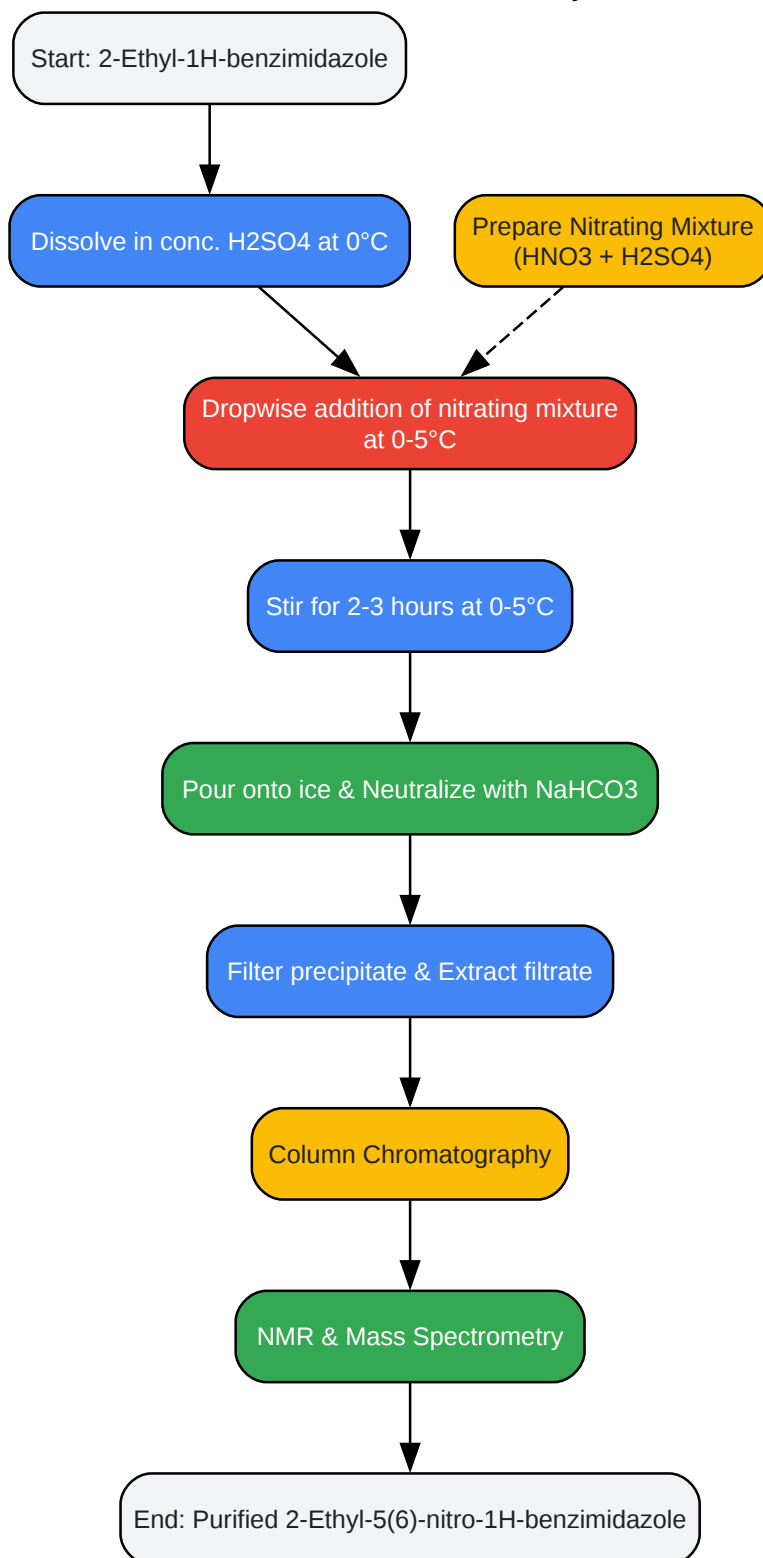 Start: 2-Ethyl-1H-benzimidazole
Dissolve in conc. H2SO4 at 0°C
Prepare Nitrating Mixture
(HNO3 + H2SO4)
Dropwise addition of nitrating mixture
at 0-5°C
Stir for 2-3 hours at 0-5°C
Pour onto ice & Neutralize with NaHCO3
Filter precipitate & Extract filtrate
Column Chromatography
NMR & Mass Spectrometry
End: Purified 2-Ethyl-5(6)-nitro-1H-benzimidazole